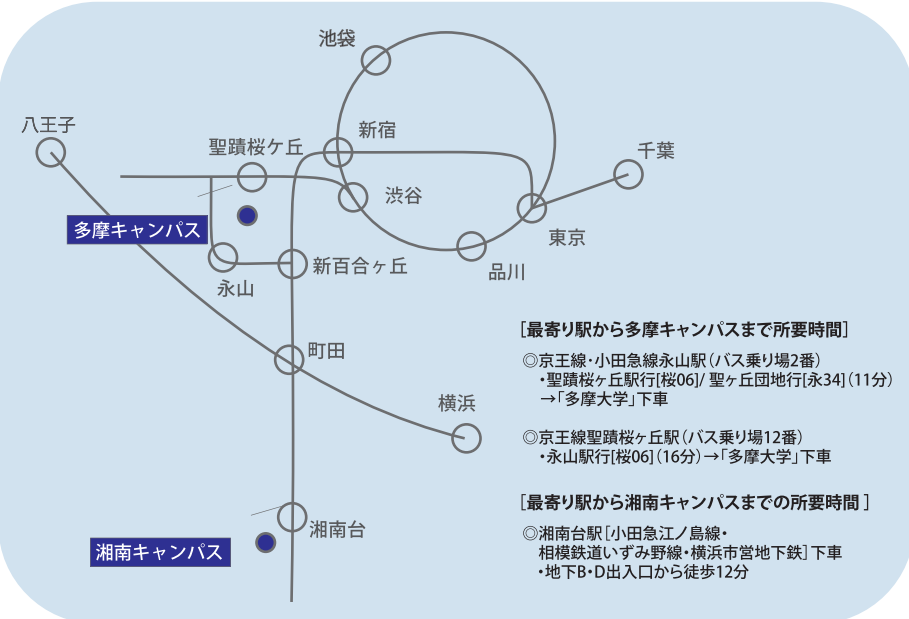 池袋
八王子
新宿
聖蹟桜ケ丘
千葉
渋谷
多摩キャンパス
東京
新百合ヶ丘
品川
永山
町田
横浜
湘南台
湘南キャンパス
[最寄り駅から多摩キャンパスまで所要時間]
◎京王線・小田急線永山駅(バス乗り場2番)
・聖蹟桜ヶ丘駅行[桜06]/ 聖ヶ丘団地行[永34](11分)
→「多摩大学」下車
◎京王線聖蹟桜ヶ丘駅(バス乗り場12番)
・永山駅行[桜06](16分)→「多摩大学」下車
[最寄り駅から湘南キャンパスまでの所要時間 ]
◎湘南台駅[小田急江ノ島線・
相模鉄道いずみ野線・横浜市営地下鉄]下車
・地下B・D出入口から徒歩12分